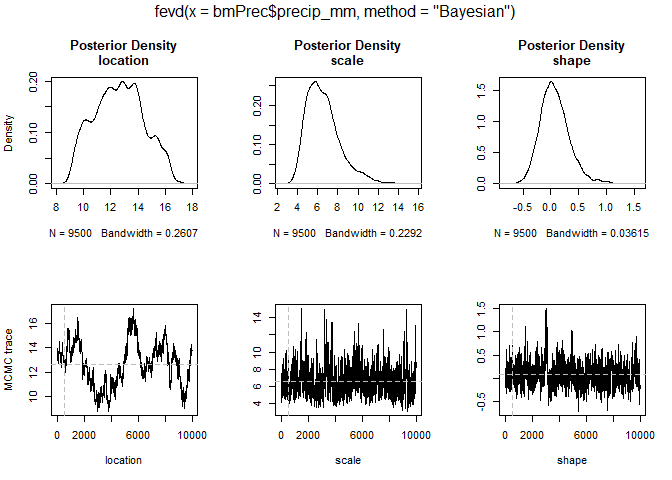 fevd(x = bmPrec$precip_mm, method = "Bayesian")
Posterior Density
location
Posterior Density
scale
Posterior Density
shape
Density
0.00 0.10 0.20
8 10 12 14 16 18
N = 9500 Bandwidth = 0.2607
0.00 0.10 0.20
2 4 6 8 10 12 14 16
N = 9500 Bandwidth = 0.2292
0.0 0.5 1.0 1.5
-0.5 0.0 0.5 1.0 1.5
N = 9500 Bandwidth = 0.03615
MCMC trace
10 12 14 16
0 2000 6000 10000
location
4 6 8 10 14
0 2000 6000 10000
scale
-0.5 0.5 1.0 1.5
0 2000 6000 10000
shape